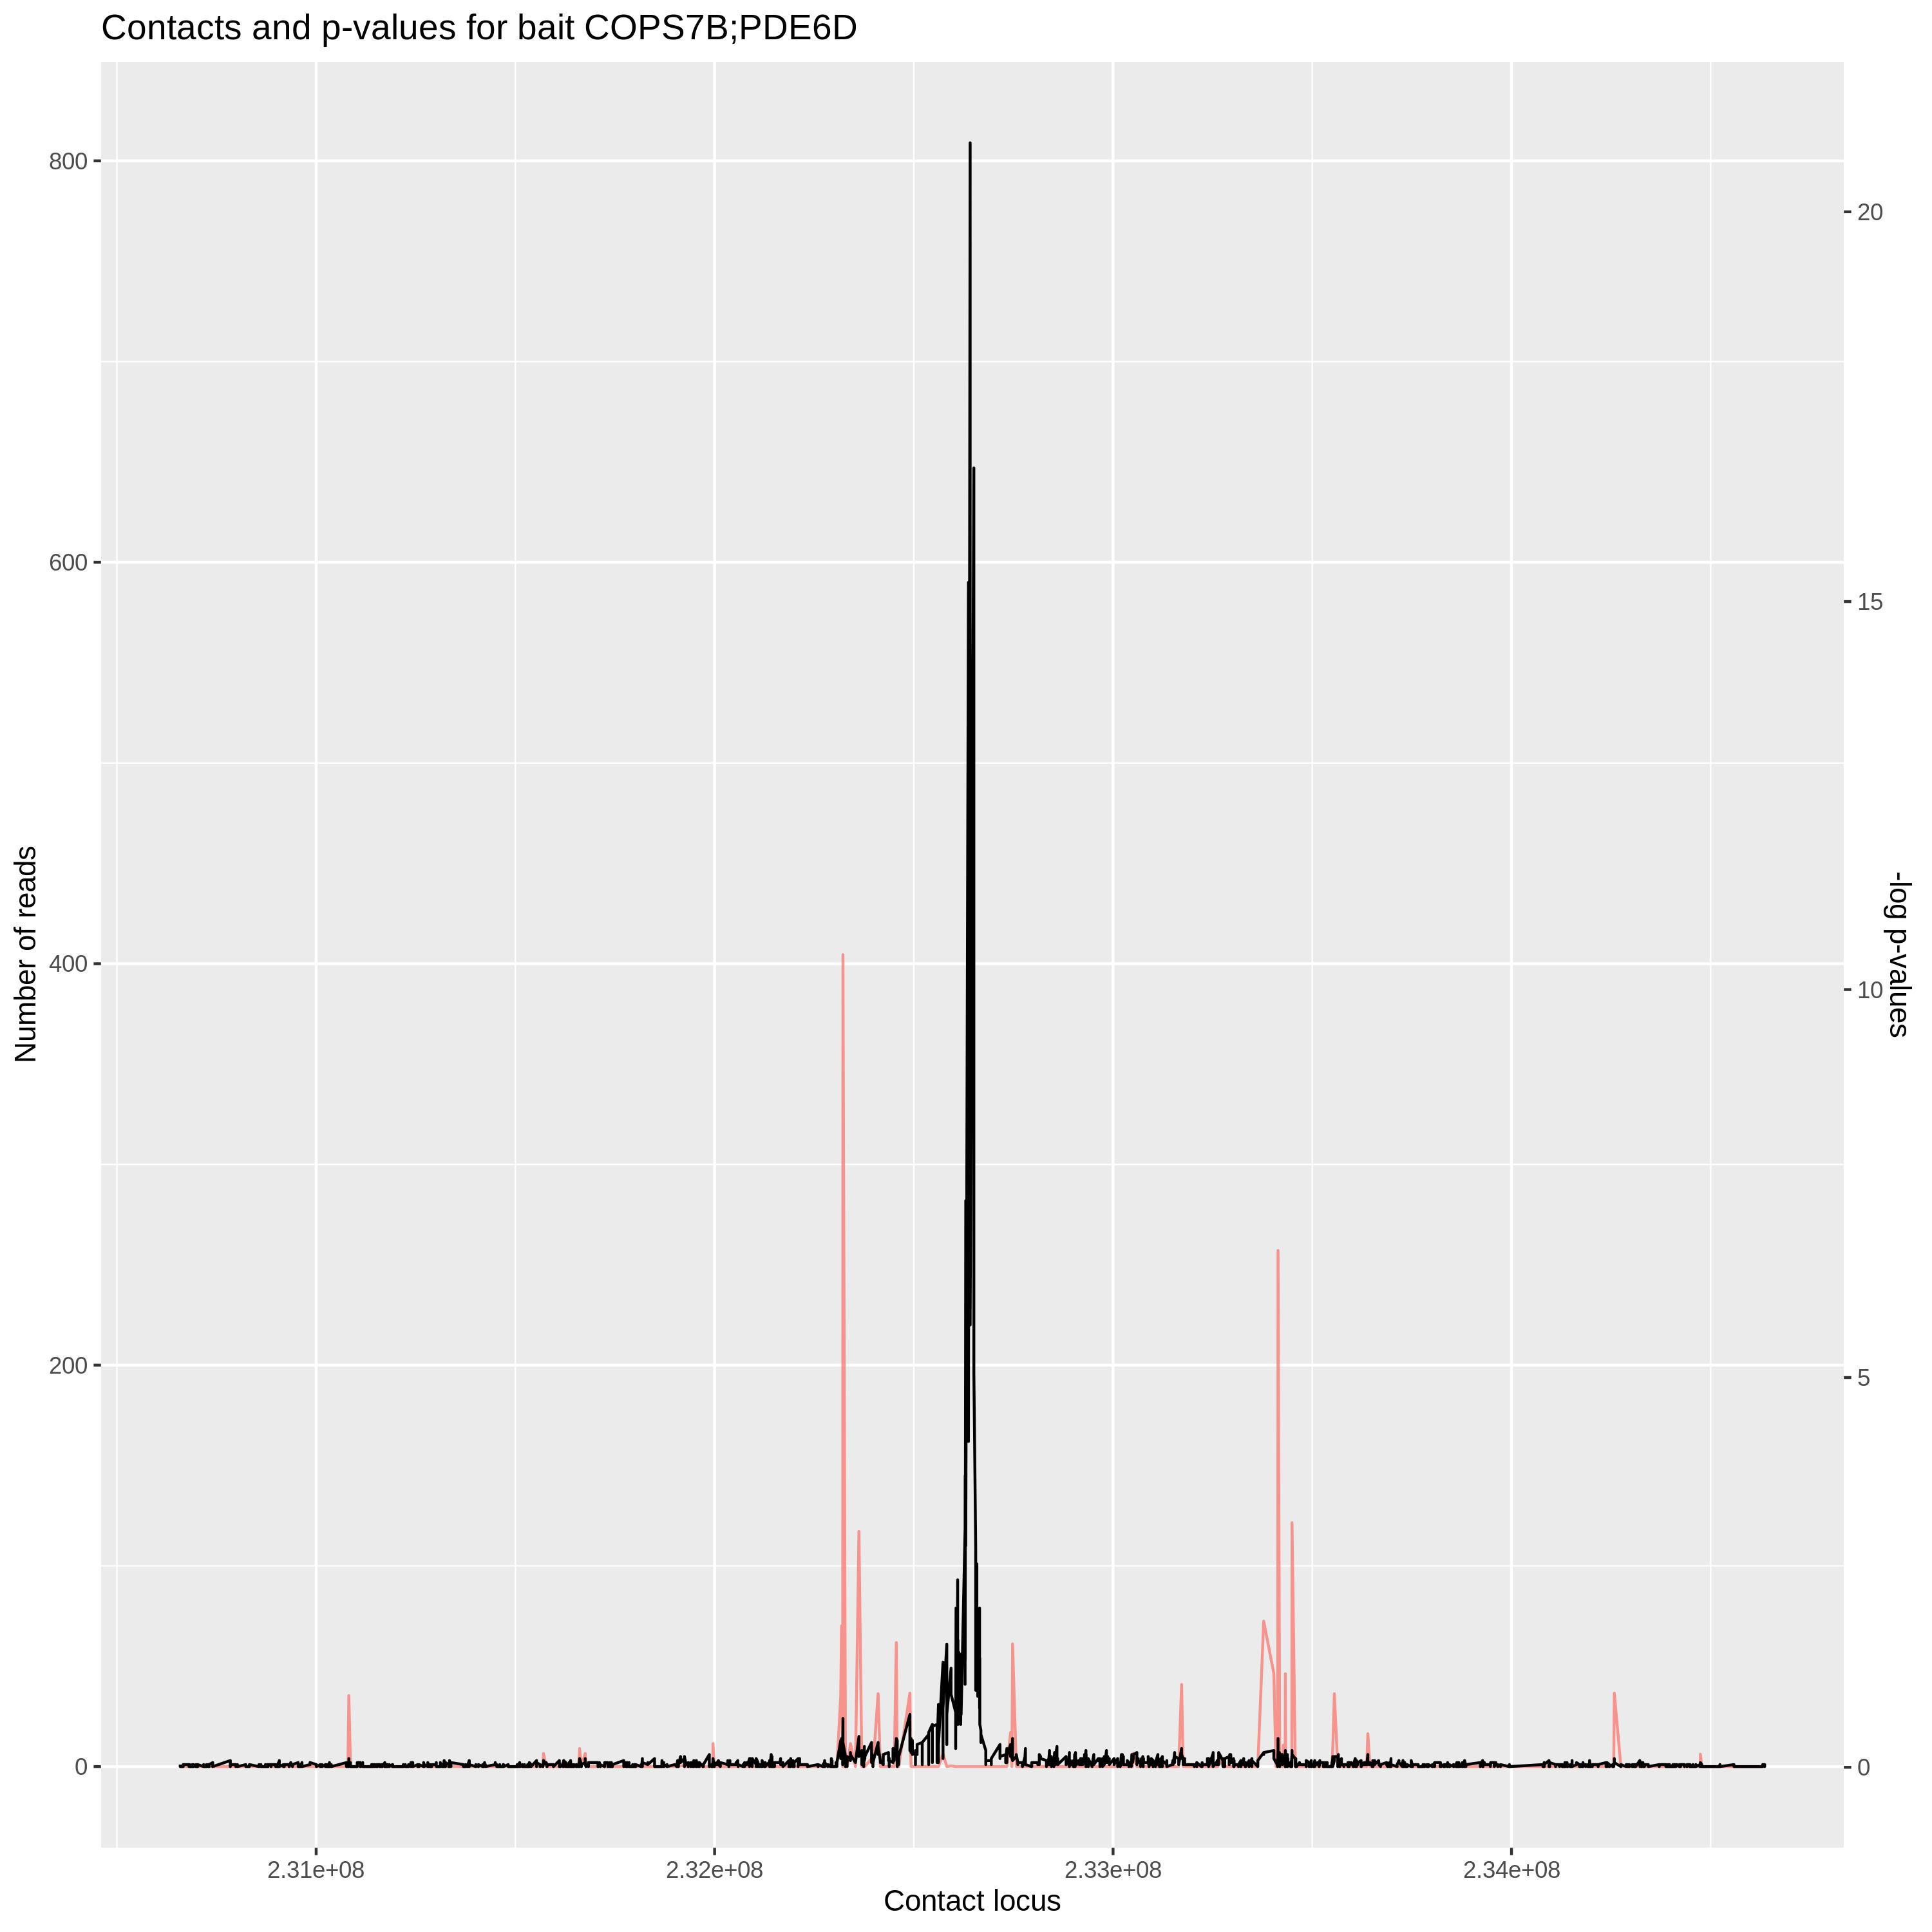 Contacts and p-values for bait COPS7B;PDE6D
800
600
400
200
0
Number of reads
20
15
10
5
0
-log p-values
2.31e+08
2.32e+08
2.33e+08
2.34e+08
Contact locus